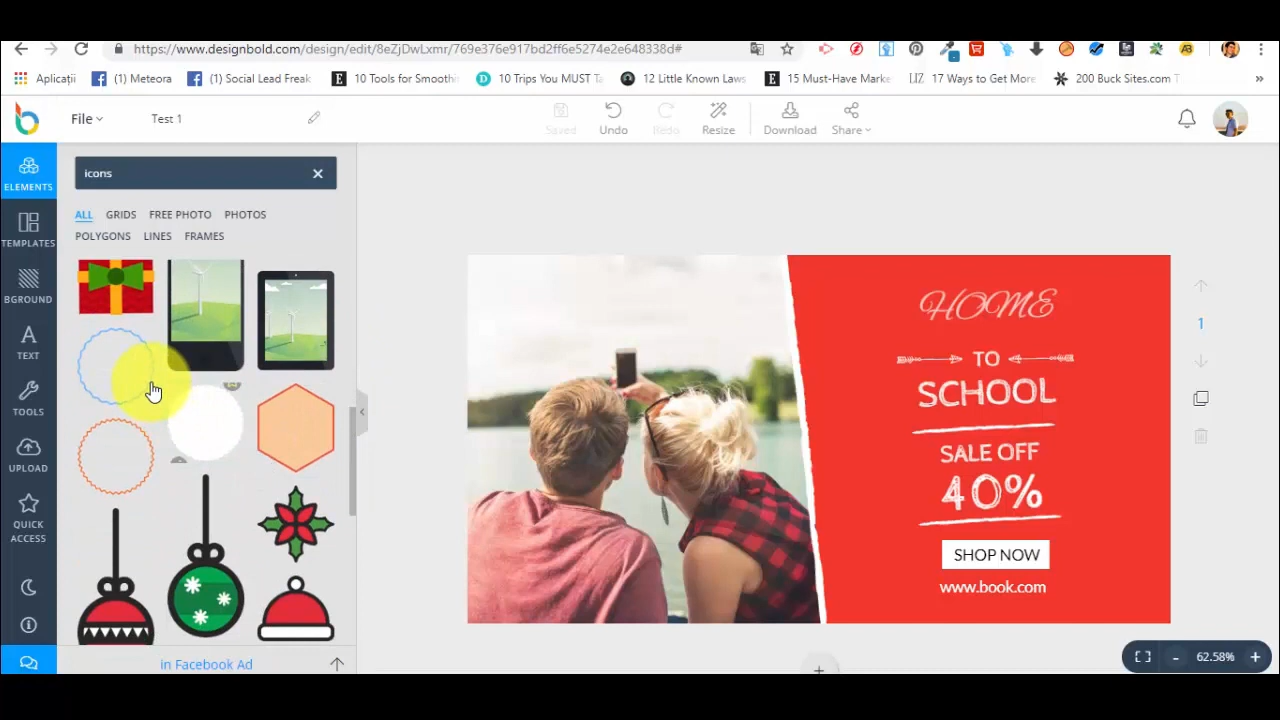 https://www.designbold.com/design/edit/8eZjDwLxmr/769e376e917bd2ff6e5274e2e648338d#
Aplicații
(1) Meteora
(1) Social Lead Freak
10 Tools for Smoothi
10 Trips You MUST Ta
12 Little Known Laws
15 Must-Have Marke
17 Ways to Get More
200 Buck Sites.com T
»
File
Test 1
Saved
Undo
Redo
Resize
Download
Share
ELEMENTS
TEMPLATES
BGROUND
TEXT
TOOLS
UPLOAD
QUICK
ACCESS
icons
ALL GRIDS FREE PHOTO PHOTOS
POLYGONS LINES FRAMES
in Facebook Ad
HOME
TO
SCHOOL
SALE OFF
40%
SHOP NOW
www.book.com
1
- 62.58% +